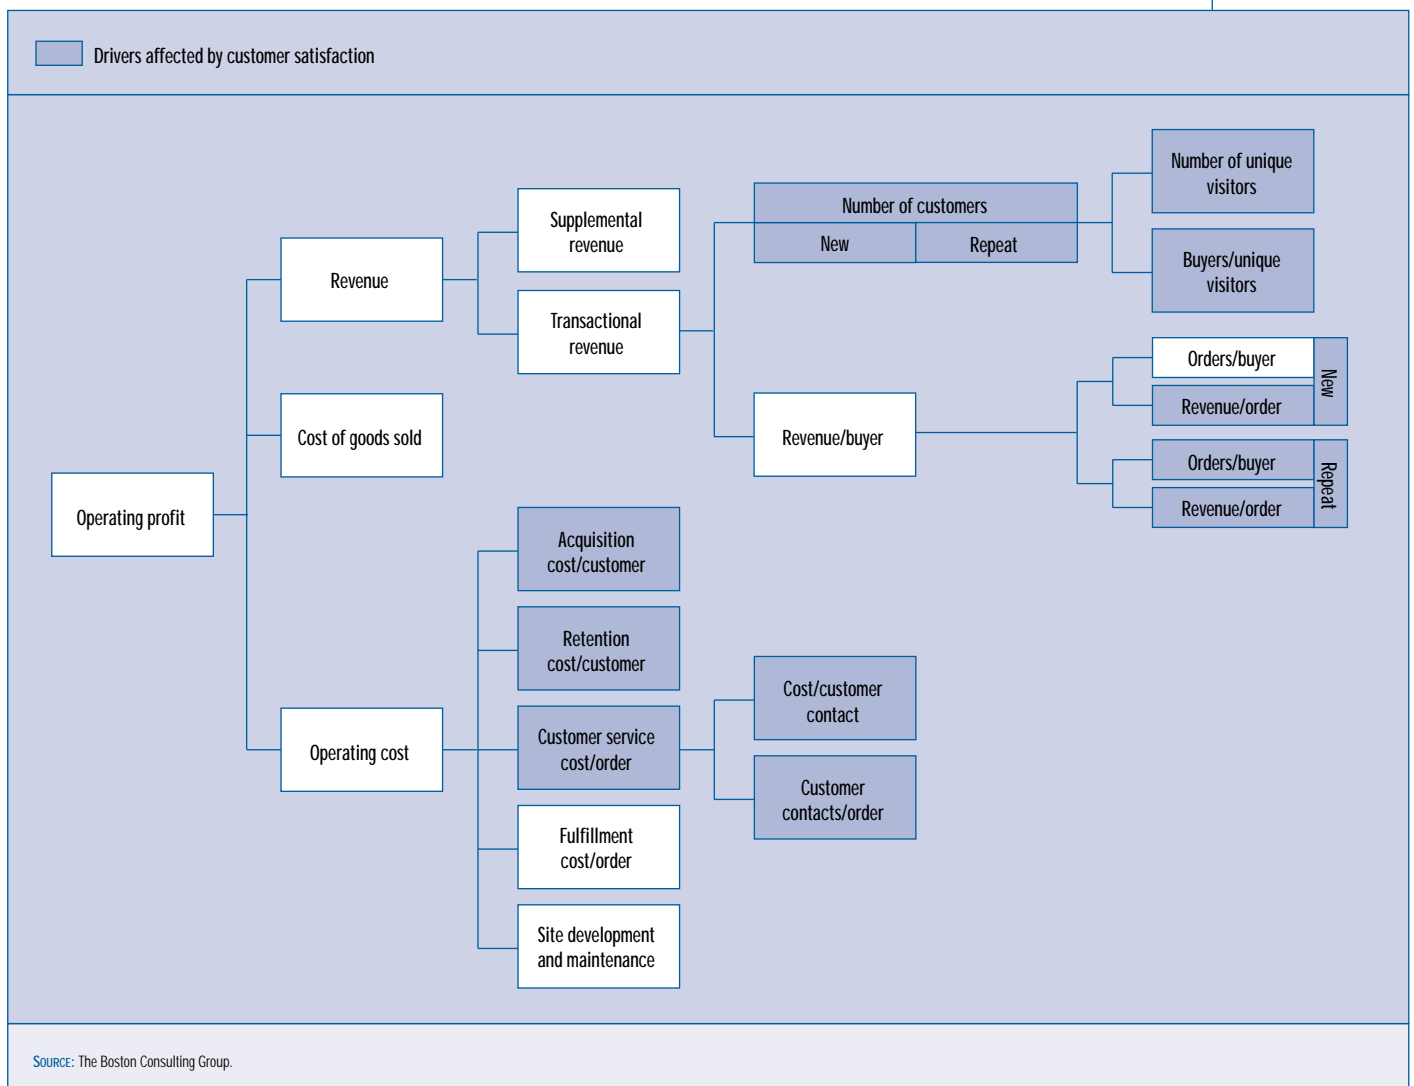 Drivers affected by customer satisfaction
Number of unique
visitors
Supplemental
revenue
Number of customers
New
Repeat
Buyers/unique
visitors
Revenue
Transactional
revenue
Orders/buyer
New
Revenue/order
Cost of goods sold
Revenue/buyer
Orders/buyer
Repeat
Revenue/order
Operating profit
Acquisition
cost/customer
Retention
cost/customer
Cost/customer
contact
Operating cost
Customer service
cost/order
Customer
contacts/order
Fulfillment
cost/order
Site development
and maintenance
SOURCE: The Boston Consulting Group.